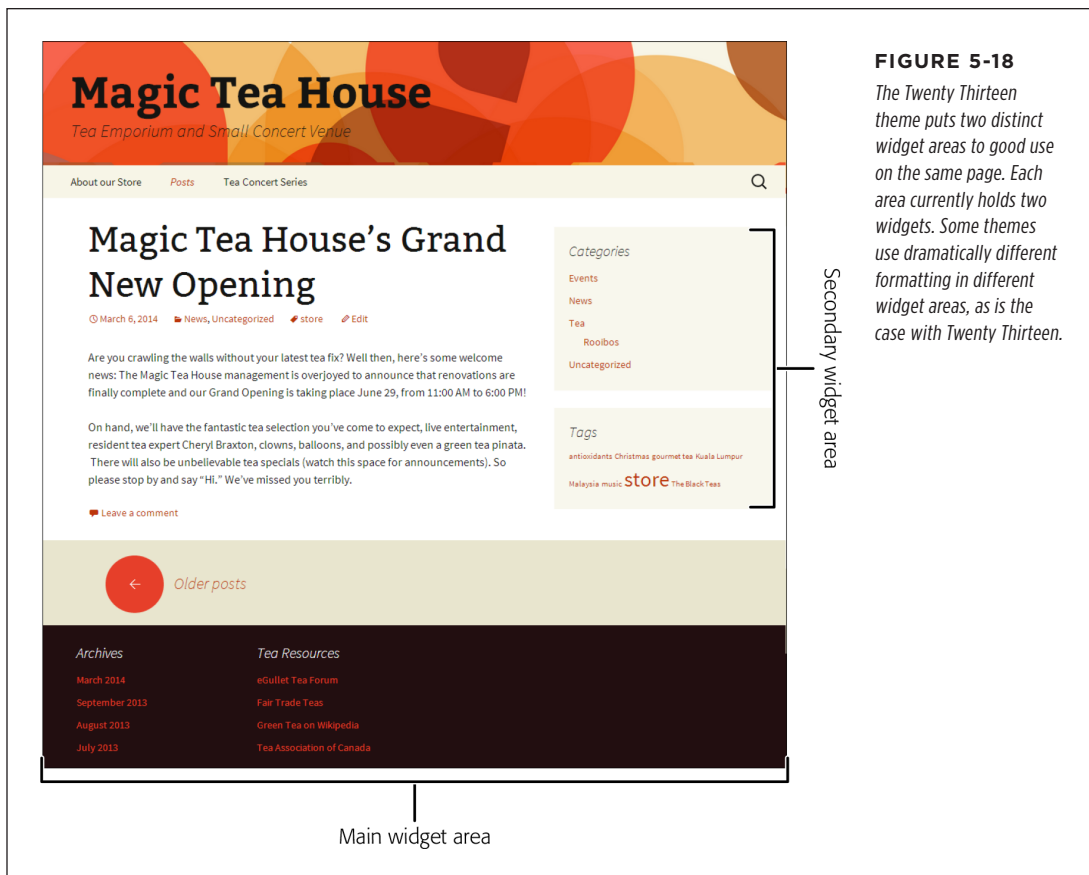 Magic Tea House
Tea Emporium and Small Concert Venue
About our Store Posts Tea Concert Series
Magic Tea House's Grand
New Opening
March 6, 2014 News, Uncategorized store Edit
Are you crawling the walls without your latest tea fix? Well then, here's some welcome
news: The Magic Tea House management is overjoyed to announce that renovations are
finally complete and our Grand Opening is taking place June 29, from 11:00 AM to 6:00 PM!
On hand, we'll have the fantastic tea selection you've come to expect, live entertainment,
resident tea expert Cheryl Braxton, clowns, balloons, and possibly even a green tea pinata.
There will also be unbelievable tea specials (watch this space for announcements). So
please stop by and say "Hi." We've missed you terribly.
Leave a comment
Categories
Events
News
Tea
Rooibos
Uncategorized
Tags
antioxidants Christmas gourmet tea Kuala Lumpur
Malaysia music store The Black Teas
Secondary widget area
Older posts
Archives
March 2014
September 2013
August 2013
July 2013
Tea Resources
eGullet Tea Forum
Fair Trade Teas
Green Tea on Wikipedia
Tea Association of Canada
Main widget area
FIGURE 5-18
The Twenty Thirteen
theme puts two distinct
widget areas to good use
on the same page. Each
area currently holds two
widgets. Some themes
use dramatically different
formatting in different
widget areas, as is the
case with Twenty Thirteen.